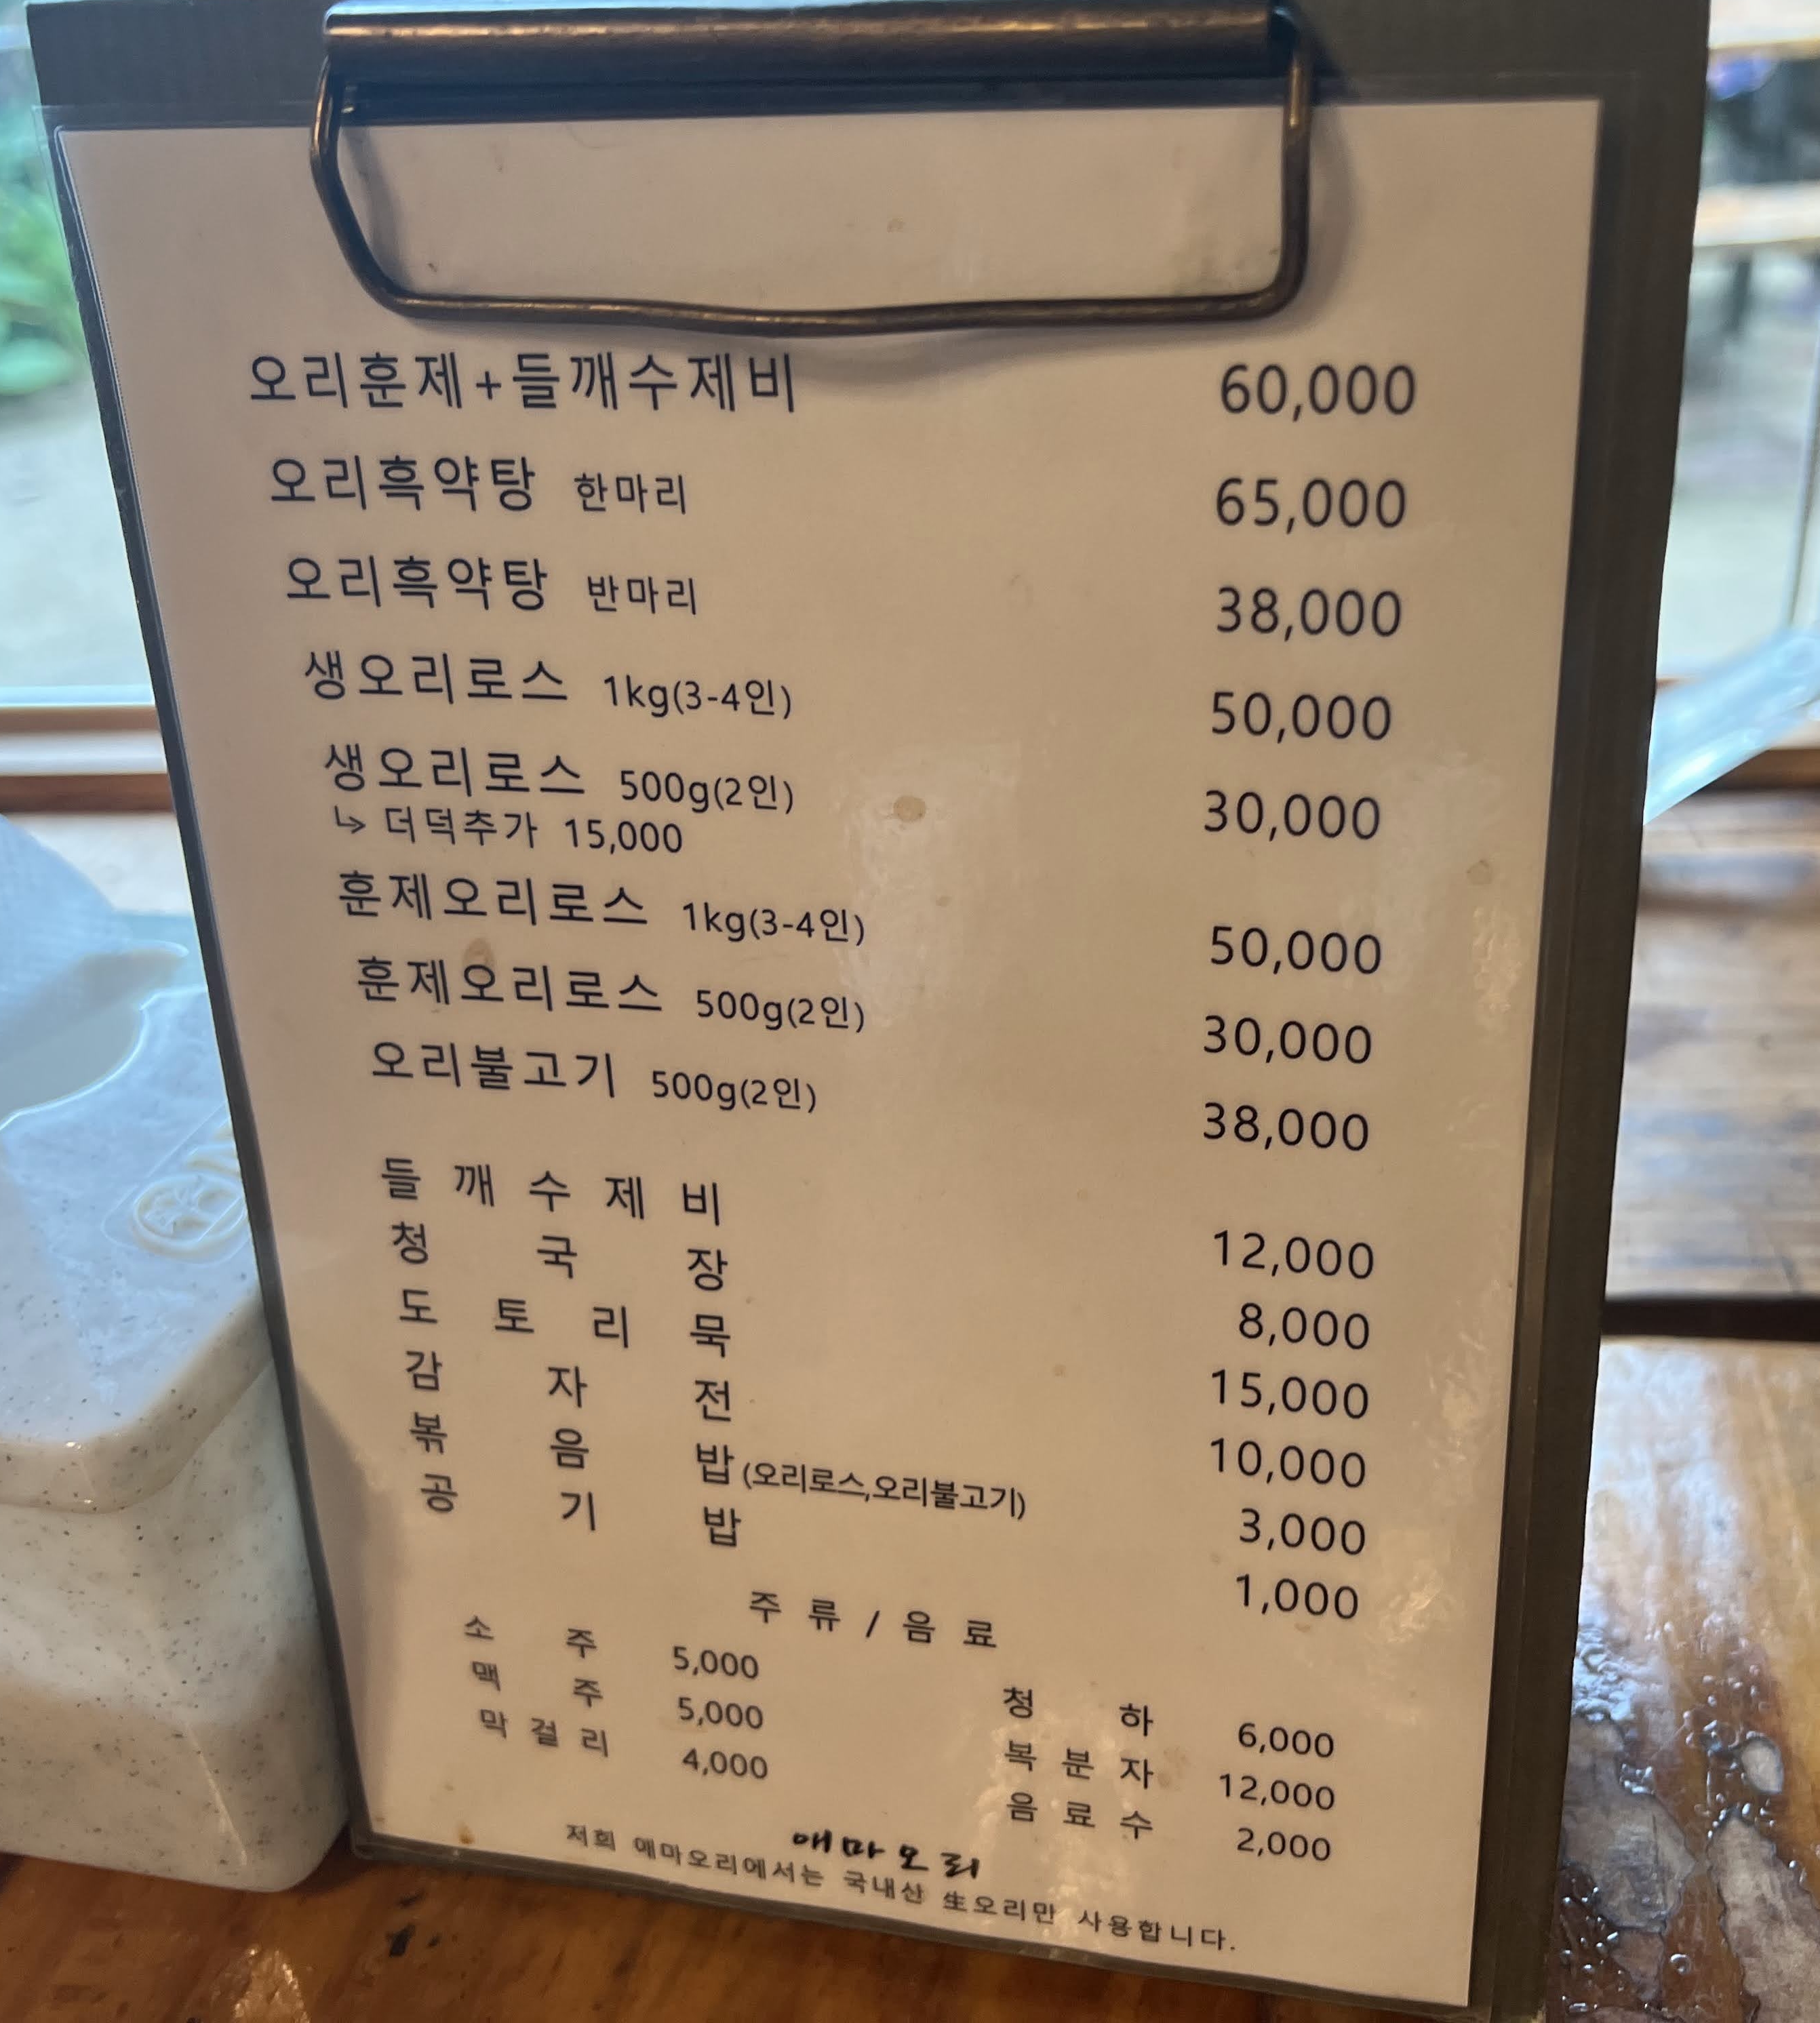 오리훈제+들깨수제비 60,000
오리흑약탕 한마리 65,000
오리흑약탕 반마리 38,000
생오리로스 1kg(3-4인) 50,000
생오리로스 500g(2인) 30,000
↳ 더덕추가 15,000
훈제오리로스 1kg(3-4인) 50,000
훈제오리로스 500g(2인) 30,000
오리불고기 500g(2인) 38,000
들깨수제비 12,000
청국장 8,000
도토리묵 15,000
감자전 10,000
볶음밥(오리로스,오리불고기) 3,000
공기밥 1,000
주류/음료
소주 5,000 청하 6,000
맥주 5,000 복분자 12,000
막걸리 4,000 음료수 2,000
애마오리
저희 애마오리에서는 국내산 生오리만 사용합니다.